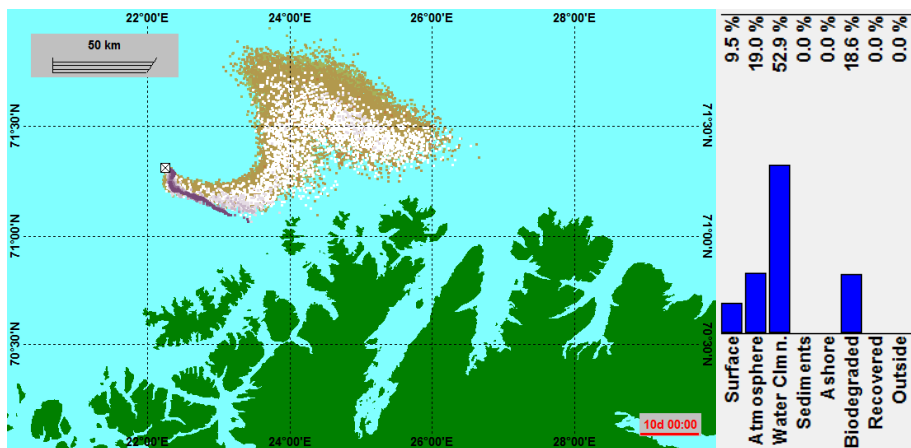 22°00'E 24°00'E 26°00'E 28°00'E
50 km
71°30'N 71°30'N
71°00'N 71°00'N
70°30'N 70°30'N
22°00'E 24°00'E 26°00'E 28°00'E
10d 00:00
9.5 %
19.0 %
52.9 %
0.0 %
0.0 %
18.6 %
0.0 %
0.0 %
Surface
Atmosphere
Water Clmn.
Sediments
Ashore
Biodegraded
Recovered
Outside